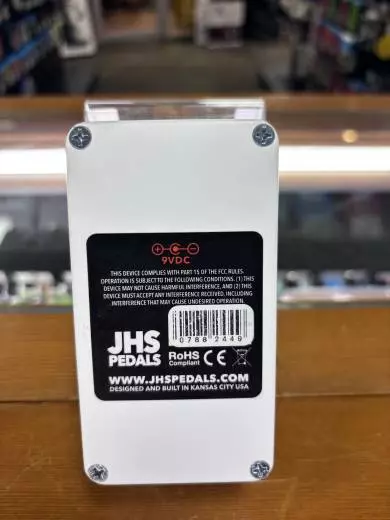 9VDC
THIS DEVICE COMPLIES WITH PART 15 OF THE FCC RULES.
OPERATION IS SUBJECT TO THE FOLLOWING CONDITIONS. (1) THIS
DEVICE MAY NOT CAUSE HARMFUL INTERFERENCE, AND (2) THIS
DEVICE MUST ACCEPT ANY INTERFERENCE RECEIVED, INCLUDING
INTERFERENCE THAT MAY CAUSE UNDESIRED OPERATION.
07882449
JHS
PEDALS
RoHS
Compliant
CE
WWW.JHSPEDALS.COM
DESIGNED AND BUILT IN KANSAS CITY USA